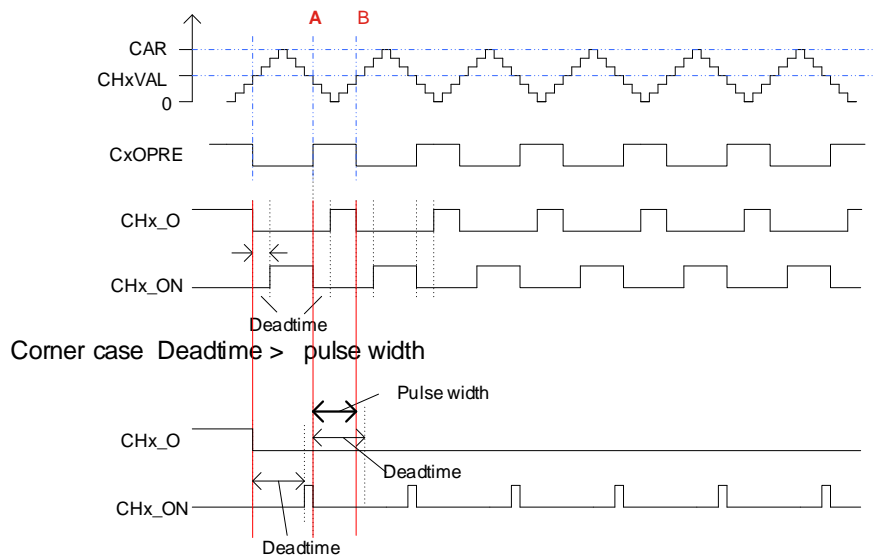 A B
CAR
CHxVAL
0
CxOPRE
CHx_O
CHx_ON
Deadtime
Corner case Deadtime > pulse width
Pulse width
CHx_O
Deadtime
CHx_ON
Deadtime